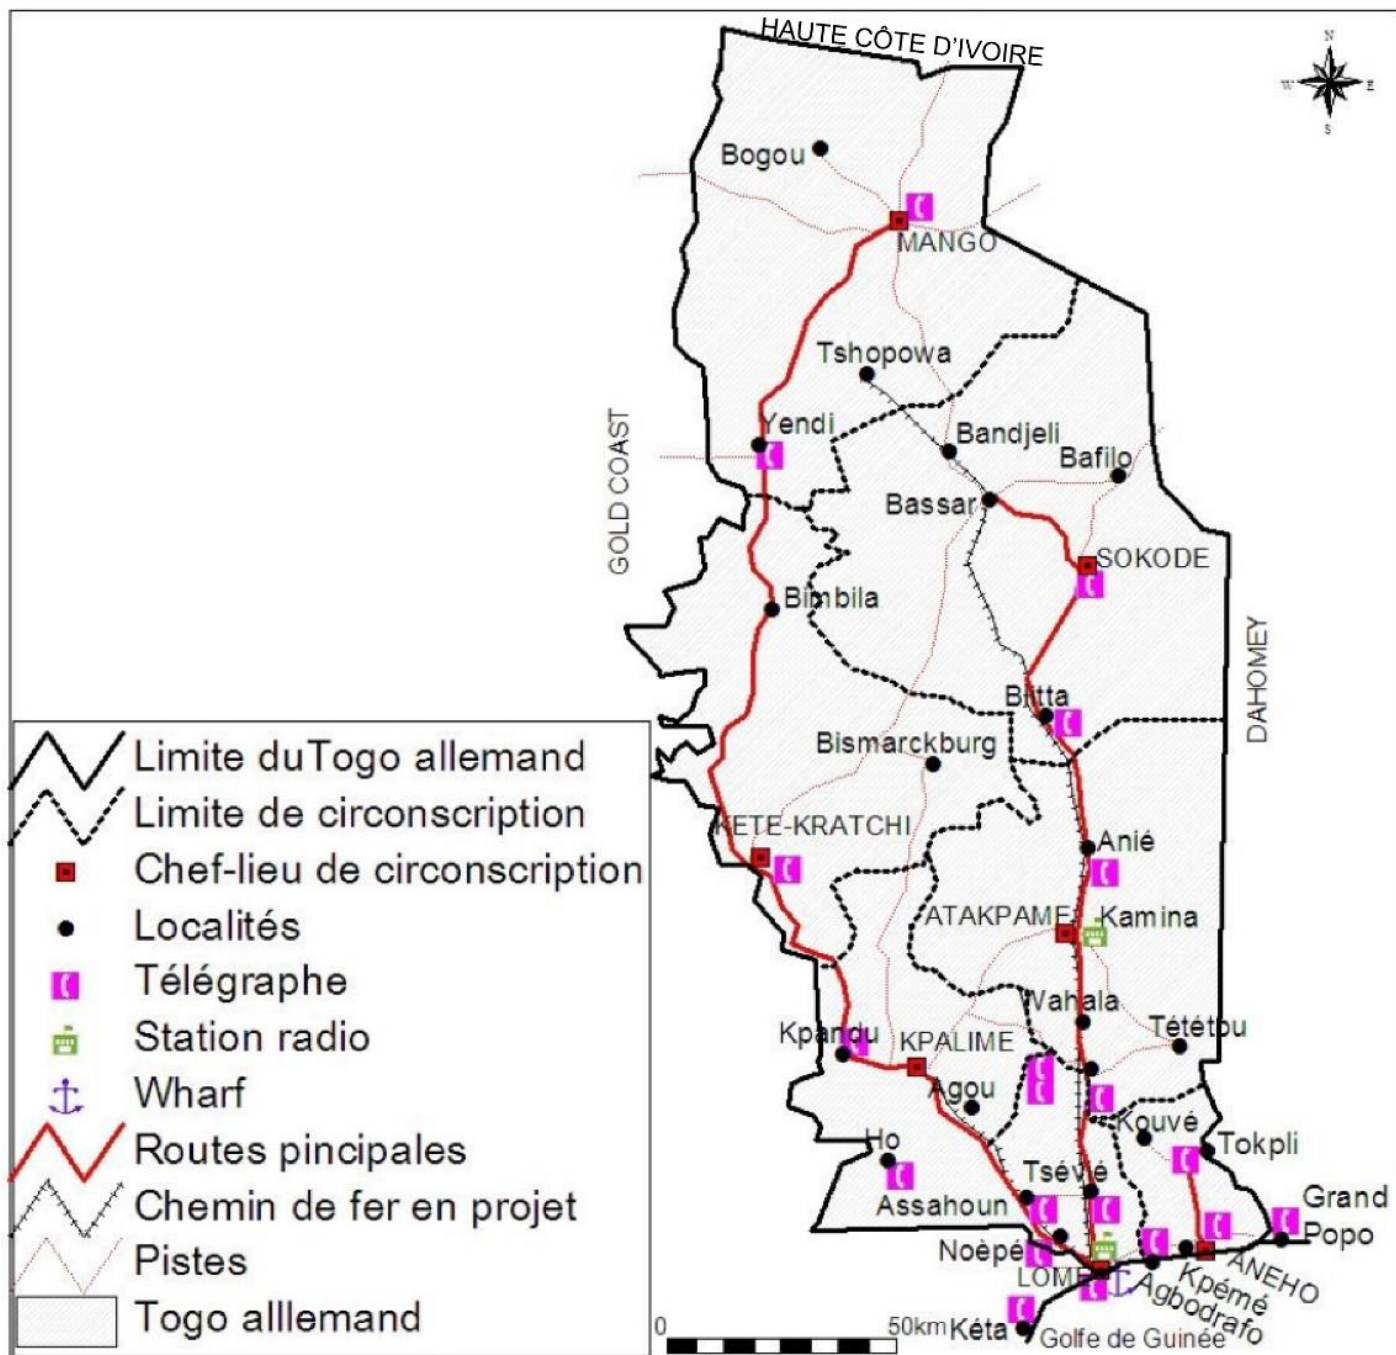 HAUTE CÔTE D'IVOIRE
N
W E
S
Bogou
MANGO
Tshopowa
Yendi
Bandjeli
Bafilo
Bassar
GOLD COAST
SOKODE
Bimbila
DAHOMEY
Blitta
Bismarckburg
KETE-KRATCHI
Anié
ATAKPAME
Kamina
Wahala
Tététou
Kpandu
KPALIME
Agou
Kouvé
Ho
Tokpli
Tsévié
Assahoun
Grand
Popo
Noèpé
LOME
ANEHO
Kpémé
Agbodrafo
Kéta
Golfe de Guinée
0 50km
Limite duTogo allemand
Limite de circonscription
Chef-lieu de circonscription
Localités
Télégraphe
Station radio
Wharf
Routes pincipales
Chemin de fer en projet
Pistes
Togo alllemand